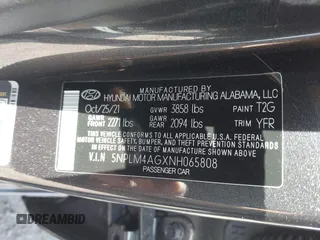 MANUFACTURED BY
HYUNDAI MOTOR MANUFACTURING ALABAMA, LLC
Oct/25/21 GVWR 3858 lbs PAINT T2G
GAWR FRONT 2271 lbs GAWR REAR 2094 lbs TRIM YFR
THIS VEHICLE CONFORMS TO ALL APPLICABLE U.S. FEDERAL
MOTOR VEHICLE SAFETY, BUMPER, AND THEFT PREVENTION STANDARDS
IN EFFECT ON THE DATE OF MANUFACTURE SHOWN ABOVE.
V.I.N 5NPLM4AGXNH065808
PASSENGER CAR
DREAMBID